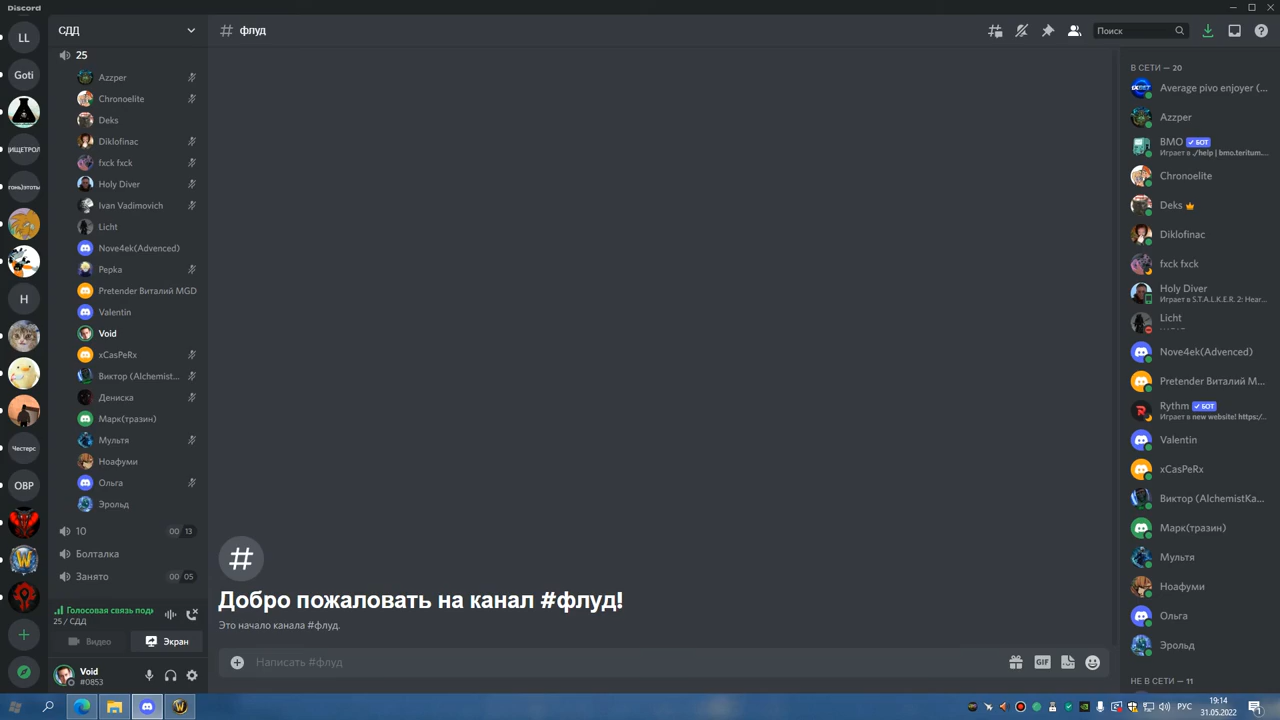 Discord
LL
Goti
ДИЩЕТРОЛ
Н
Честерс
ОВР
СДД
25
Azzper
Chronoelite
Deks
Diklofinac
fxck fxck
Holy Diver
Ivan Vadimovich
Licht
Nove4ek(Advenced)
Pepka
Pretender Виталий MGD
Valentin
Void
xCasPeRx
Виктор (Alchemist...
Дениска
Марк(тразин)
Мультя
Ноафуми
Ольга
Эрольд
10 00 13
Болталка
Занято 00 05
Голосовая связь подк
25 / СДД
Видео Экран
Void
#0853
флуд
Поиск
Добро пожаловать на канал #флуд!
Это начало канала #флуд.
Написать #флуд
GIF
В СЕТИ — 20
Average pivo enjoyer (...
Azzper
BMO БОТ
Играет в ./help | bmo.teritum...
Chronoelite
Deks
Diklofinac
fxck fxck
Holy Diver
Играет в S.T.A.L.K.E.R. 2: Hear...
Licht
Nove4ek(Advenced)
Pretender Виталий M...
Rythm БОТ
Играет в new website! https:/...
Valentin
xCasPeRx
Виктор (AlchemistKa...
Марк(тразин)
Мультя
Ноафуми
Ольга
Эрольд
НЕ В СЕТИ — 11
РУС
19:14
31.05.2022